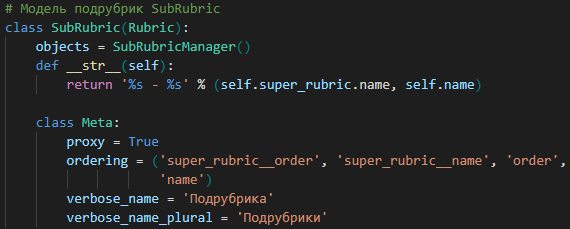 # Модель подрубрик SubRubric
class SubRubric(Rubric):
    objects = SubRubricManager()
    def __str__(self):
        return '%s - %s' % (self.super_rubric.name, self.name)

    class Meta:
        proxy = True
        ordering = ('super_rubric__order', 'super_rubric__name', 'order',
                    'name')
        verbose_name = 'Подрубрика'
        verbose_name_plural = 'Подрубрики'